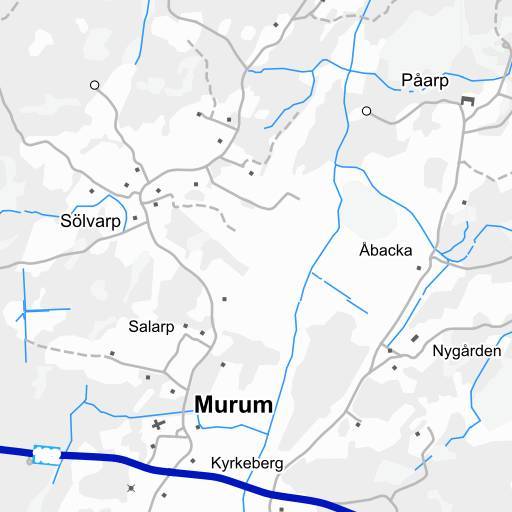 Påarp
Sölvarp
Åbacka
Salarp
Nygården
Murum
Kyrkeberg